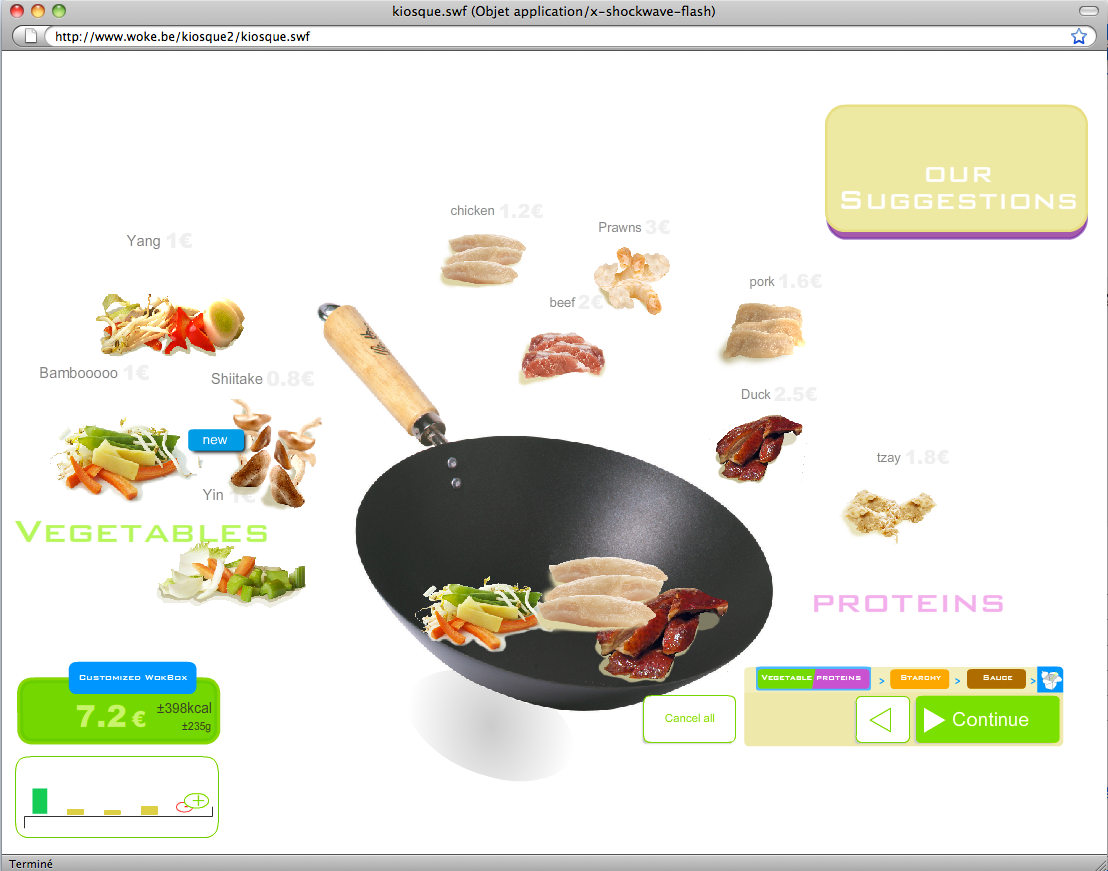 kiosque.swf (Objet application/x-shockwave-flash)
http://www.woke.be/kiosque2/kiosque.swf
OUR
SUGGESTIONS
chicken 1.2€
Prawns 3€
Yang 1€
pork 1.6€
beef 2€
Bambooooo 1€
Shiitake 0.8€
Duck 2.5€
new
tzay 1.8€
Yin 1€
VEGETABLES
PROTEINS
CUSTOMIZED WOKBOX
VEGETABLE PROTEINS > STARCHY > SAUCE >
7.2 € ±398kcal
±235g
Cancel all
Continue
Terminé